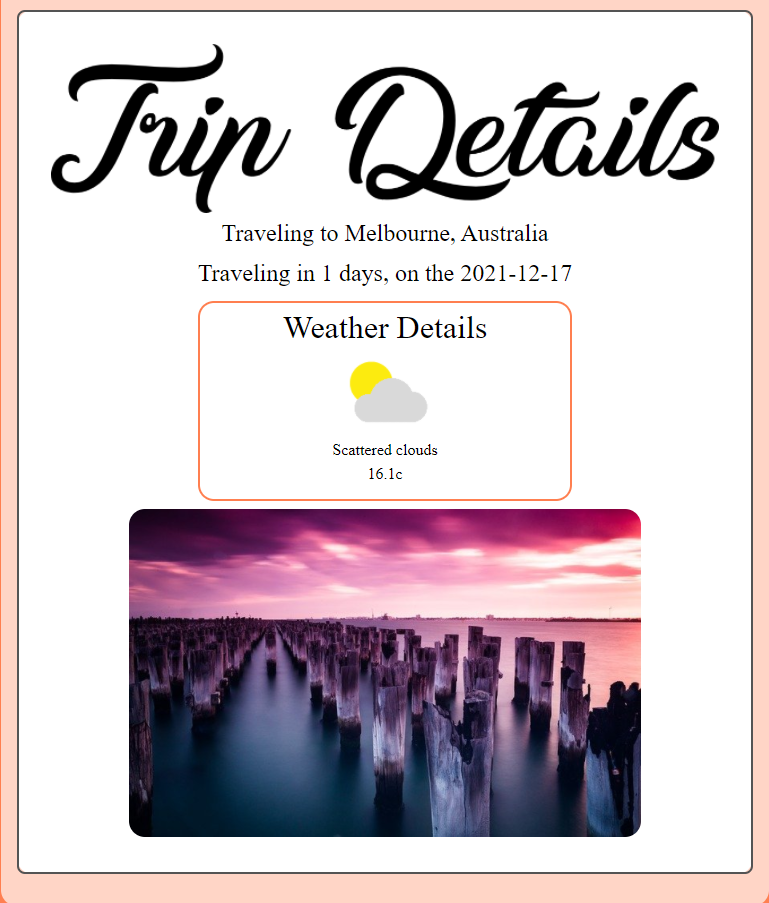 Trip Details
Traveling to Melbourne, Australia
Traveling in 1 days, on the 2021-12-17
Weather Details
Scattered clouds
16.1c